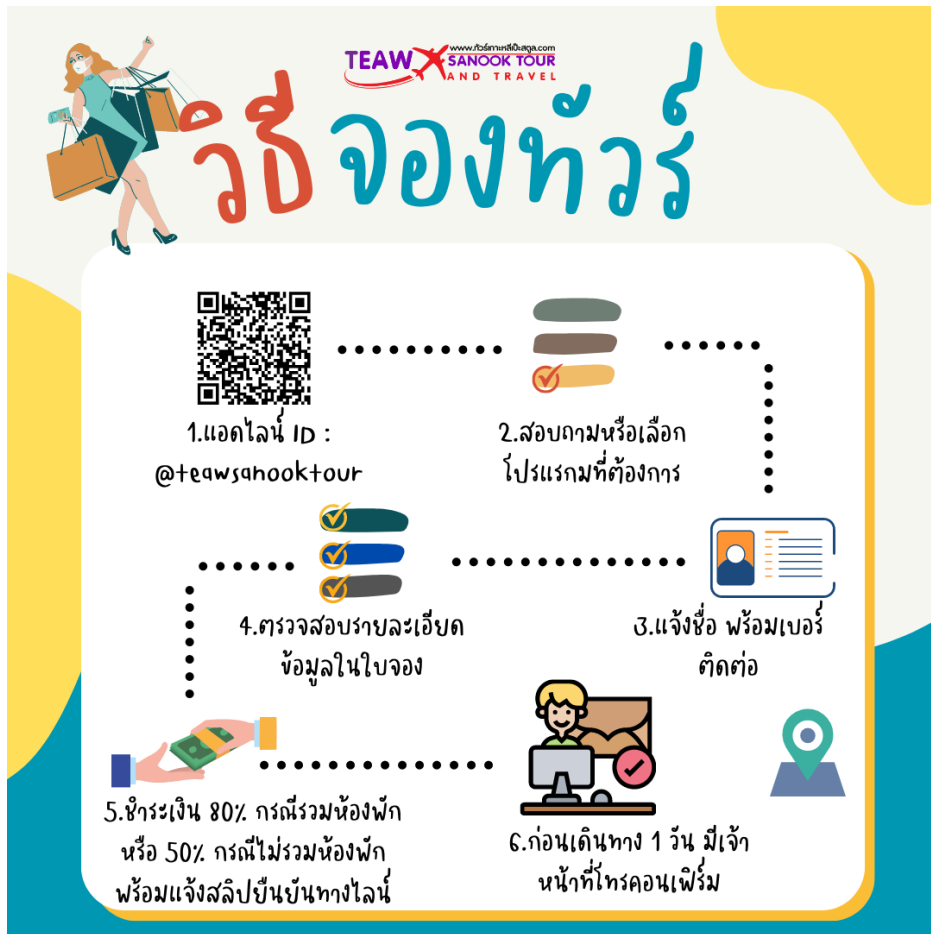 www.ทัวร์เกาะหลีเป๊ะสตูล.com
TEAW SANOOK TOUR
AND TRAVEL
วิธีจองทัวร์
1.แอดไลน์ ID :
@teawsanooktour
2.สอบถามหรือเลือก
โปรแรกมที่ต้องการ
3.แจ้งชื่อ พร้อมเบอร์
ติดต่อ
4.ตรวจสอบรายละเอียด
ข้อมูลในใบจอง
5.ชำระเงิน 80% กรณีรวมห้องพัก
หรือ 50% กรณีไม่รวมห้องพัก
พร้อมแจ้งสลิปยืนยันทางไลน์
6.ก่อนเดินทาง 1 วัน มีเจ้า
หน้าที่โทรคอนเฟิร์ม